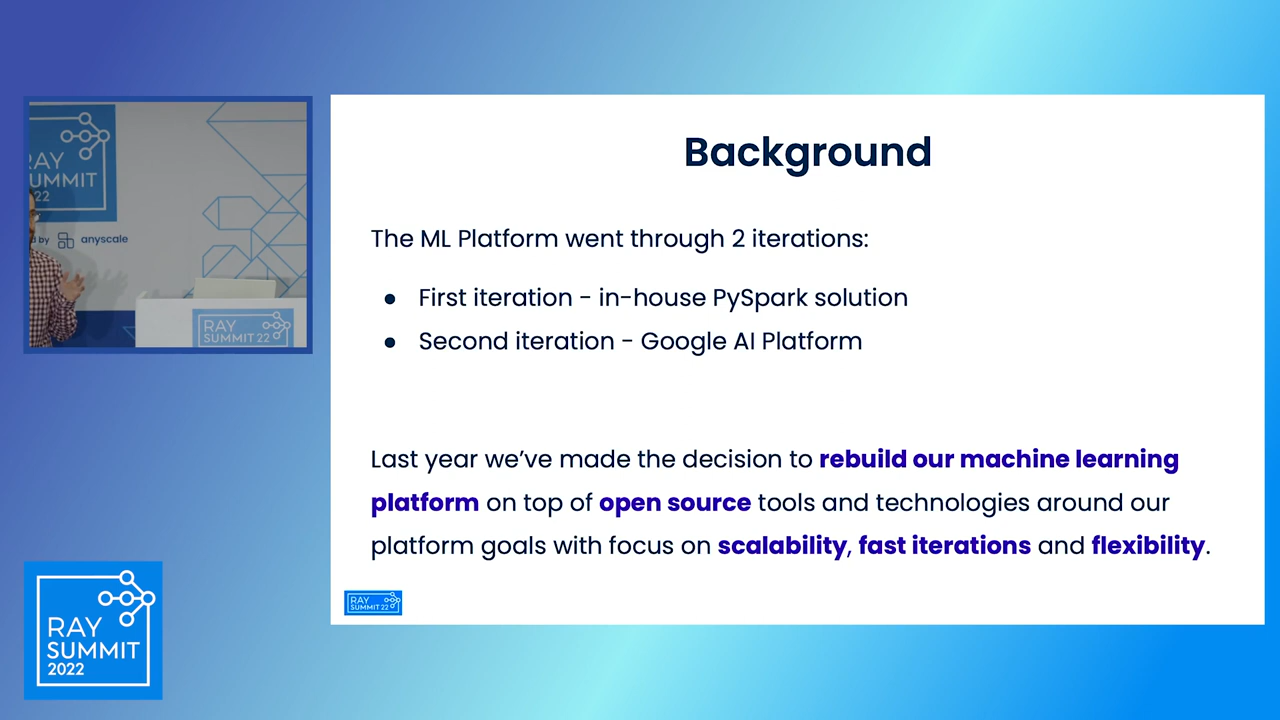 RAY
SUMMIT
22
d by anyscale
RAY
SUMMIT 22
Background
The ML Platform went through 2 iterations:
● First iteration - in-house PySpark solution
● Second iteration - Google AI Platform
Last year we’ve made the decision to rebuild our machine learning
platform on top of open source tools and technologies around our
platform goals with focus on scalability, fast iterations and flexibility.
RAY
SUMMIT 22
RAY
SUMMIT
2022